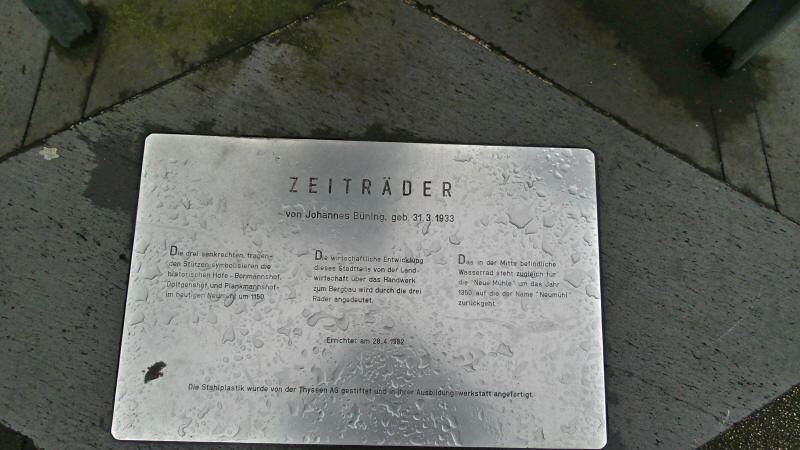 ZEITRÄDER
von Johannes Büning, geb. 31.3.1933
Die drei senkrechten, tragen-
den Stützen symbolisieren die
historischen Höfe - Bormannshof,
Opitgenshof und Plankmannshof-
im heutigen Neumühl um 1150.
Die wirtschaftliche Entwicklung
dieses Stadtteils von der Land-
wirtschaft über das Handwerk
zum Bergbau wird durch die drei
Räder angedeutet.
Das in der Mitte befindliche
Wasserrad steht zugleich für
die "Neue Mühle" um das Jahr
1350, auf die der Name "Neumühl"
zurückgeht.
Errichtet am 28.4.1982
Die Stahlplastik wurde von der Thyssen AG gestiftet und in ihrer Ausbildungswerkstatt angefertigt.